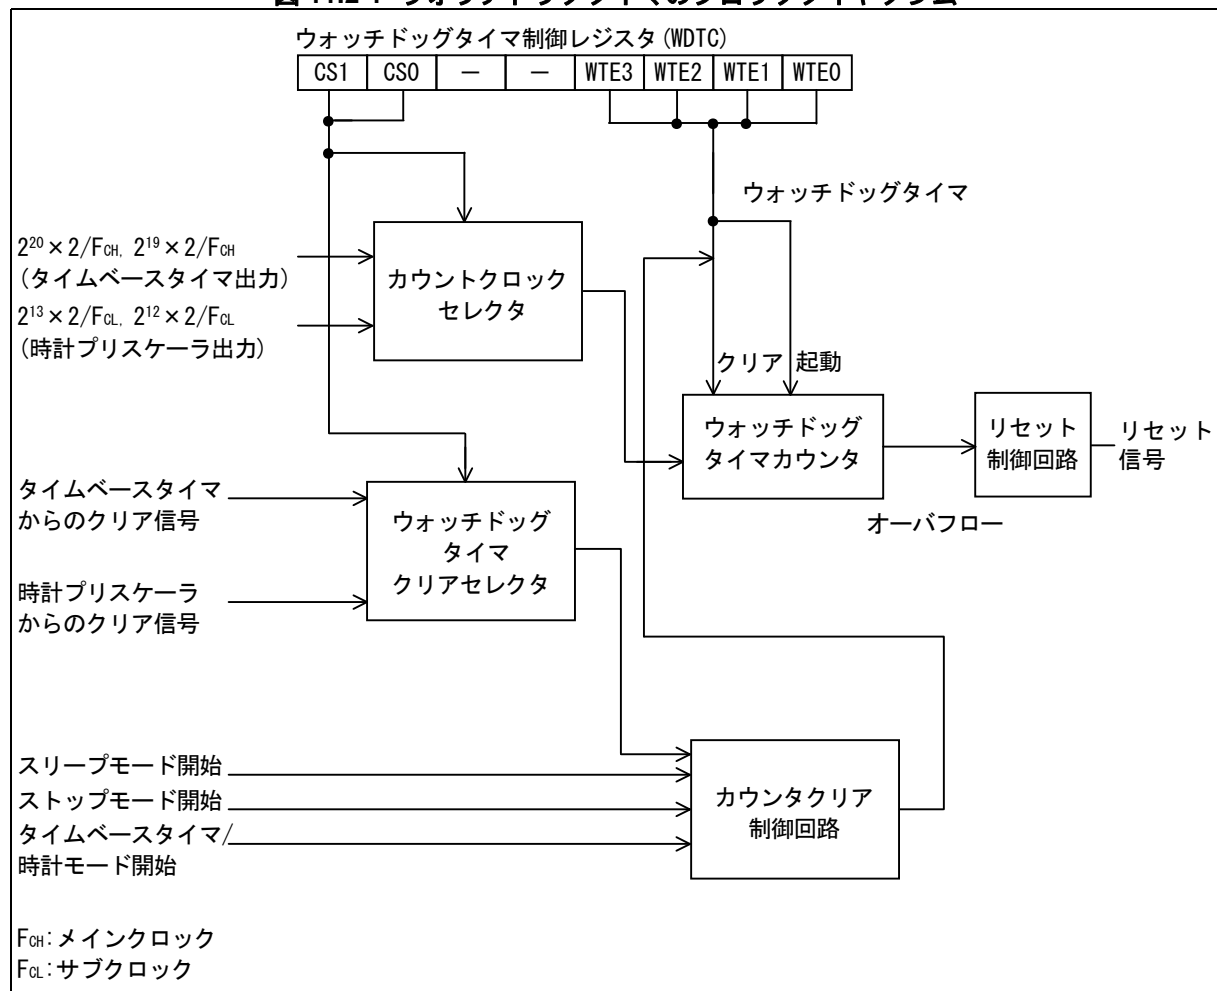 ウォッチドッグタイマ制御レジスタ(WDTC)
CS1 CS0 － － WTE3 WTE2 WTE1 WTE0
ウォッチドッグタイマ
2²⁰×2/FCH, 2¹⁹×2/FCH
(タイムベースタイマ出力)
2¹³×2/FCL, 2¹²×2/FCL
(時計プリスケーラ出力)
カウントクロック
セレクタ
クリア 起動
ウォッチドッグ
タイマカウンタ
リセット
制御回路
リセット
信号
オーバフロー
タイムベースタイマ
からのクリア信号
時計プリスケーラ
からのクリア信号
ウォッチドッグ
タイマ
クリアセレクタ
スリープモード開始
ストップモード開始
タイムベースタイマ/
時計モード開始
カウンタクリア
制御回路
FCH:メインクロック
FCL:サブクロック